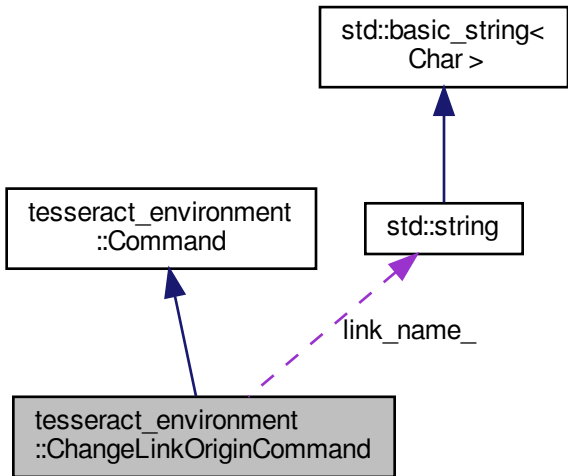 std::basic_string<
Char >
tesseract_environment
::Command
std::string
link_name_
tesseract_environment
::ChangeLinkOriginCommand